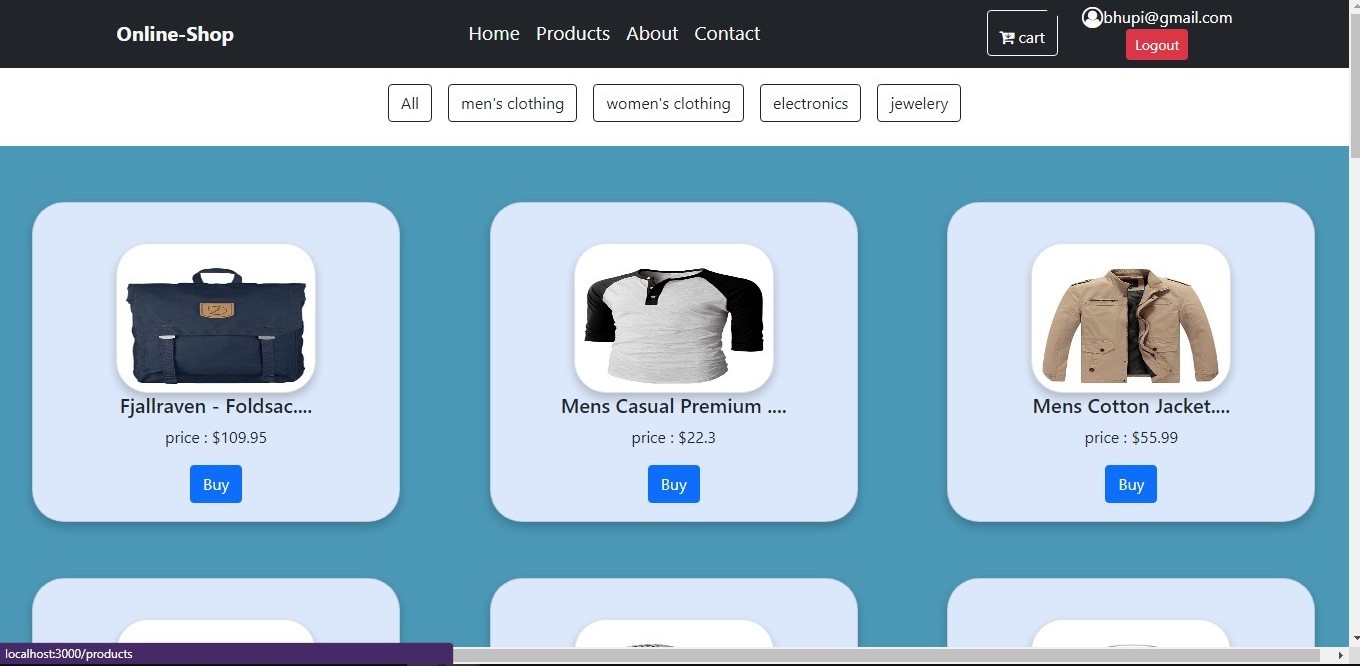 Online-Shop
Home Products About Contact
cart
bhupi@gmail.com
Logout
All men's clothing women's clothing electronics jewelery
Fjallraven - Foldsac....
price : $109.95
Buy
Mens Casual Premium ....
price : $22.3
Buy
Mens Cotton Jacket....
price : $55.99
Buy
localhost:3000/products